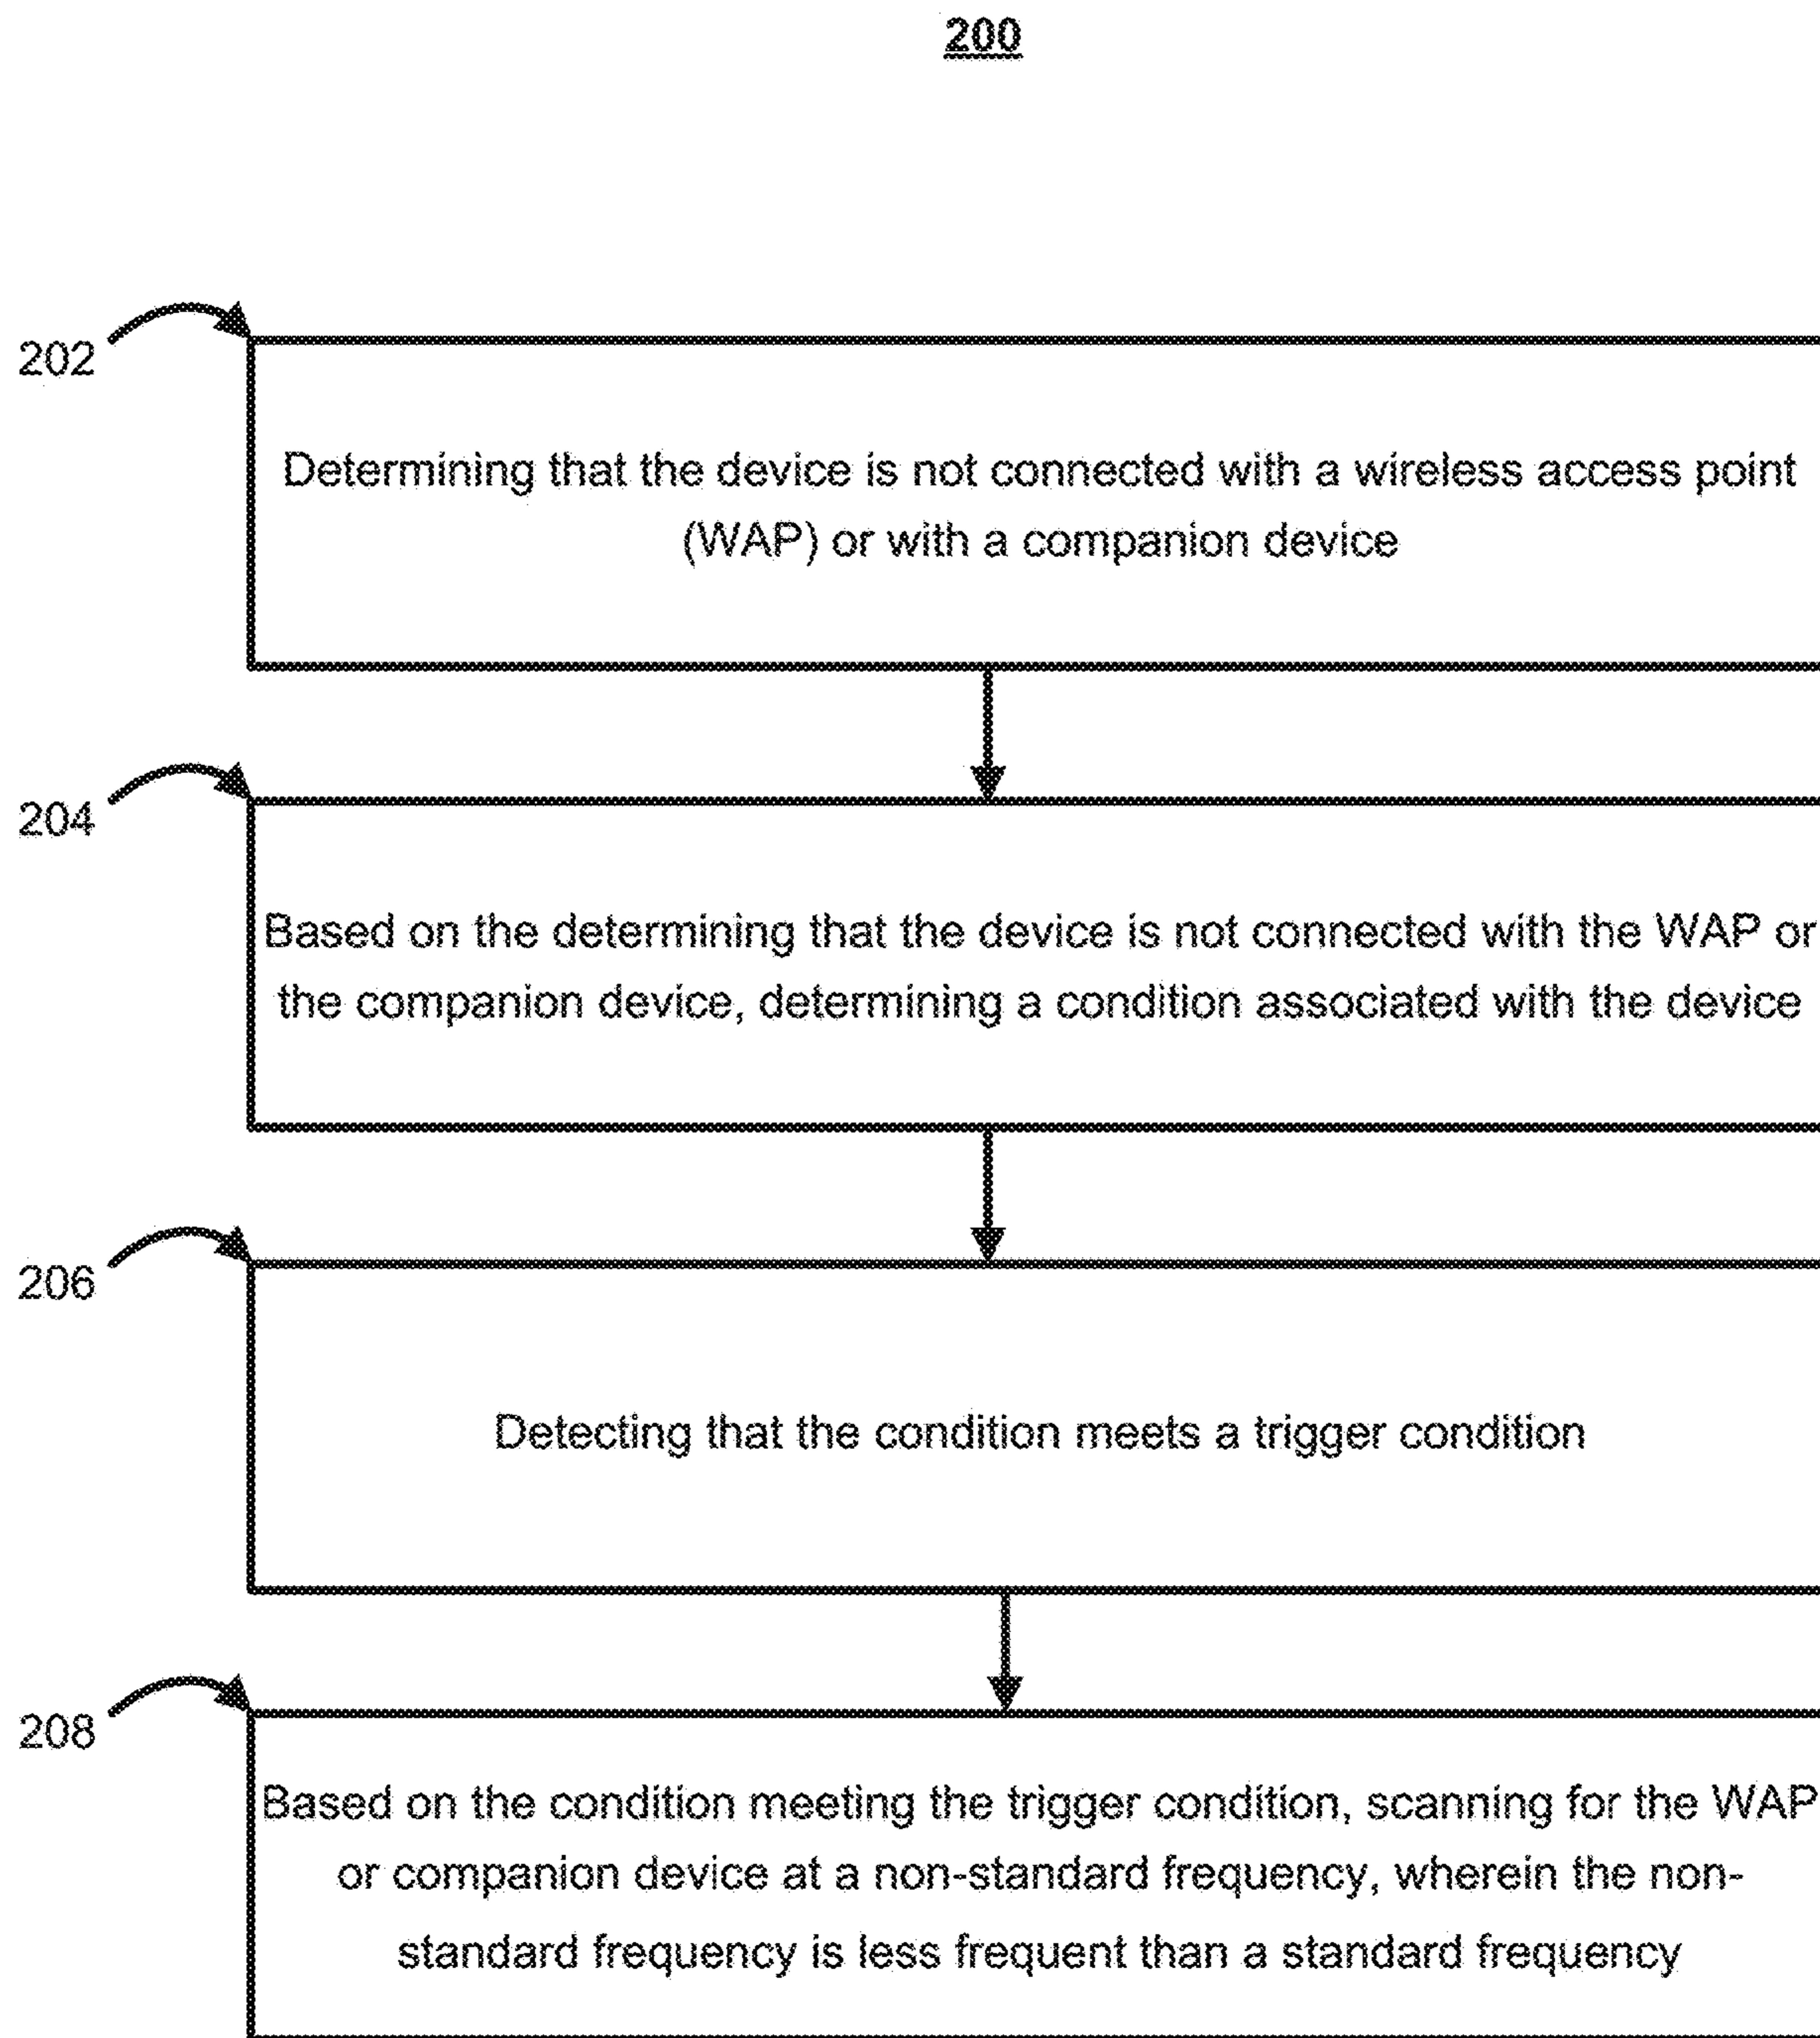 200
202
Determining that the device is not connected with a wireless access point
(WAP) or with a companion device
204
Based on the determining that the device is not connected with the WAP or
the companion device, determining a condition associated with the device
206
Detecting that the condition meets a trigger condition
208
Based on the condition meeting the trigger condition, scanning for the WAP
or companion device at a non-standard frequency, wherein the non-
standard frequency is less frequent than a standard frequency